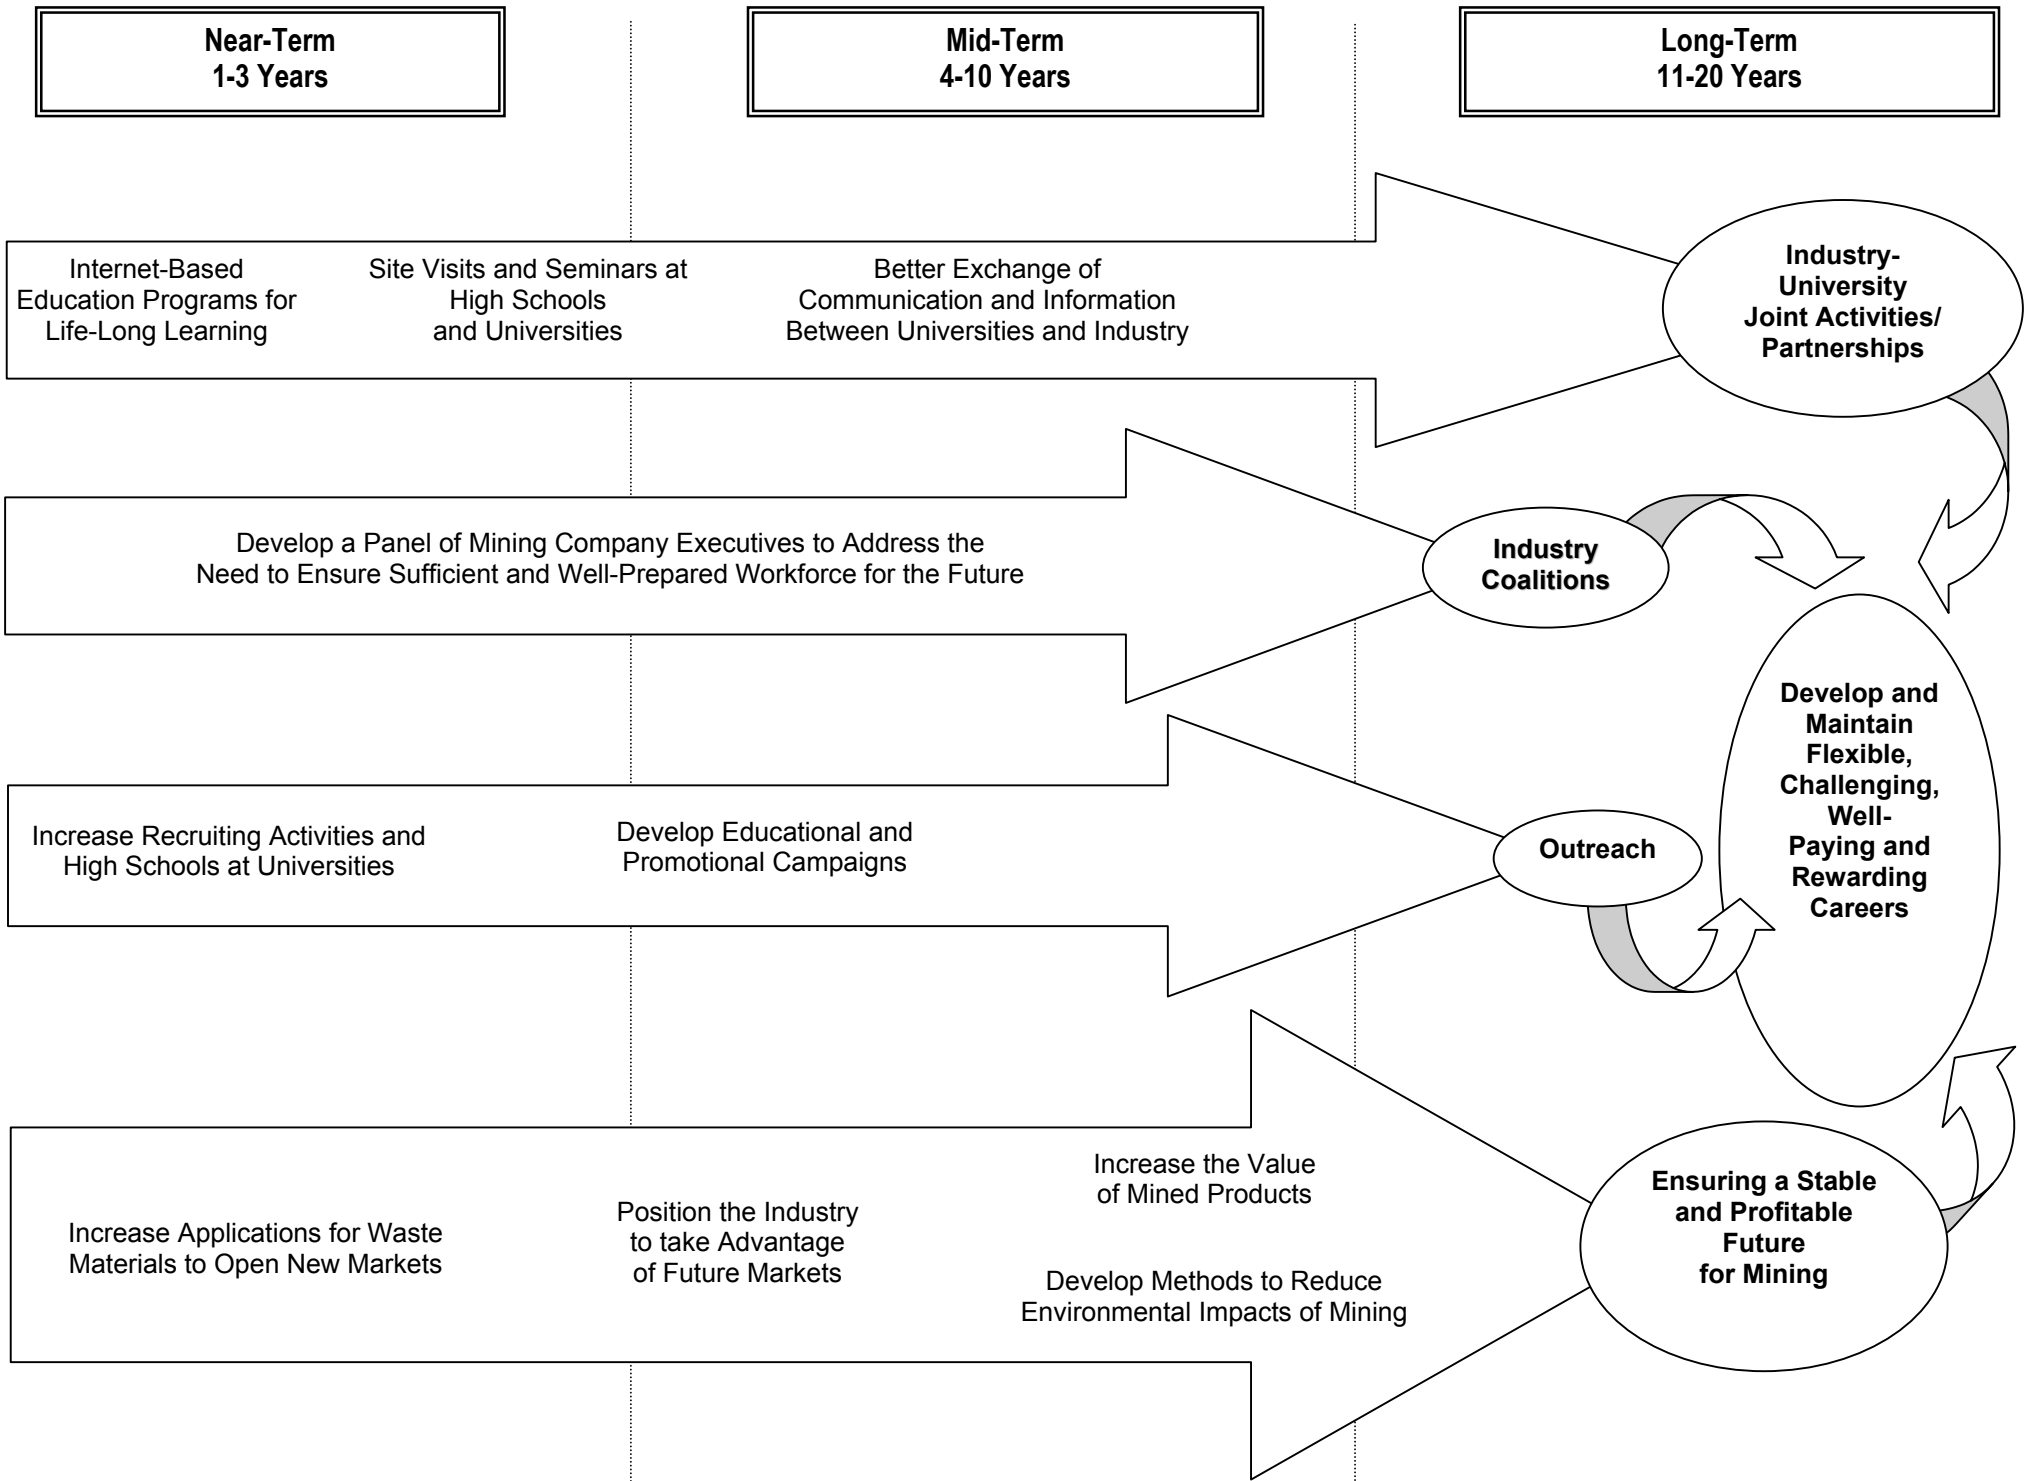 Near-Term
1-3 Years
Mid-Term
4-10 Years
Long-Term
11-20 Years
Internet-Based
Education Programs for
Life-Long Learning
Site Visits and Seminars at
High Schools
and Universities
Better Exchange of
Communication and Information
Between Universities and Industry
Industry-
University
Joint Activities/
Partnerships
Develop a Panel of Mining Company Executives to Address the
Need to Ensure Sufficient and Well-Prepared Workforce for the Future
Industry
Coalitions
Increase Recruiting Activities and
High Schools at Universities
Develop Educational and
Promotional Campaigns
Outreach
Develop and
Maintain
Flexible,
Challenging,
Well-
Paying and
Rewarding
Careers
Increase Applications for Waste
Materials to Open New Markets
Position the Industry
to take Advantage
of Future Markets
Increase the Value
of Mined Products
Develop Methods to Reduce
Environmental Impacts of Mining
Ensuring a Stable
and Profitable
Future
for Mining